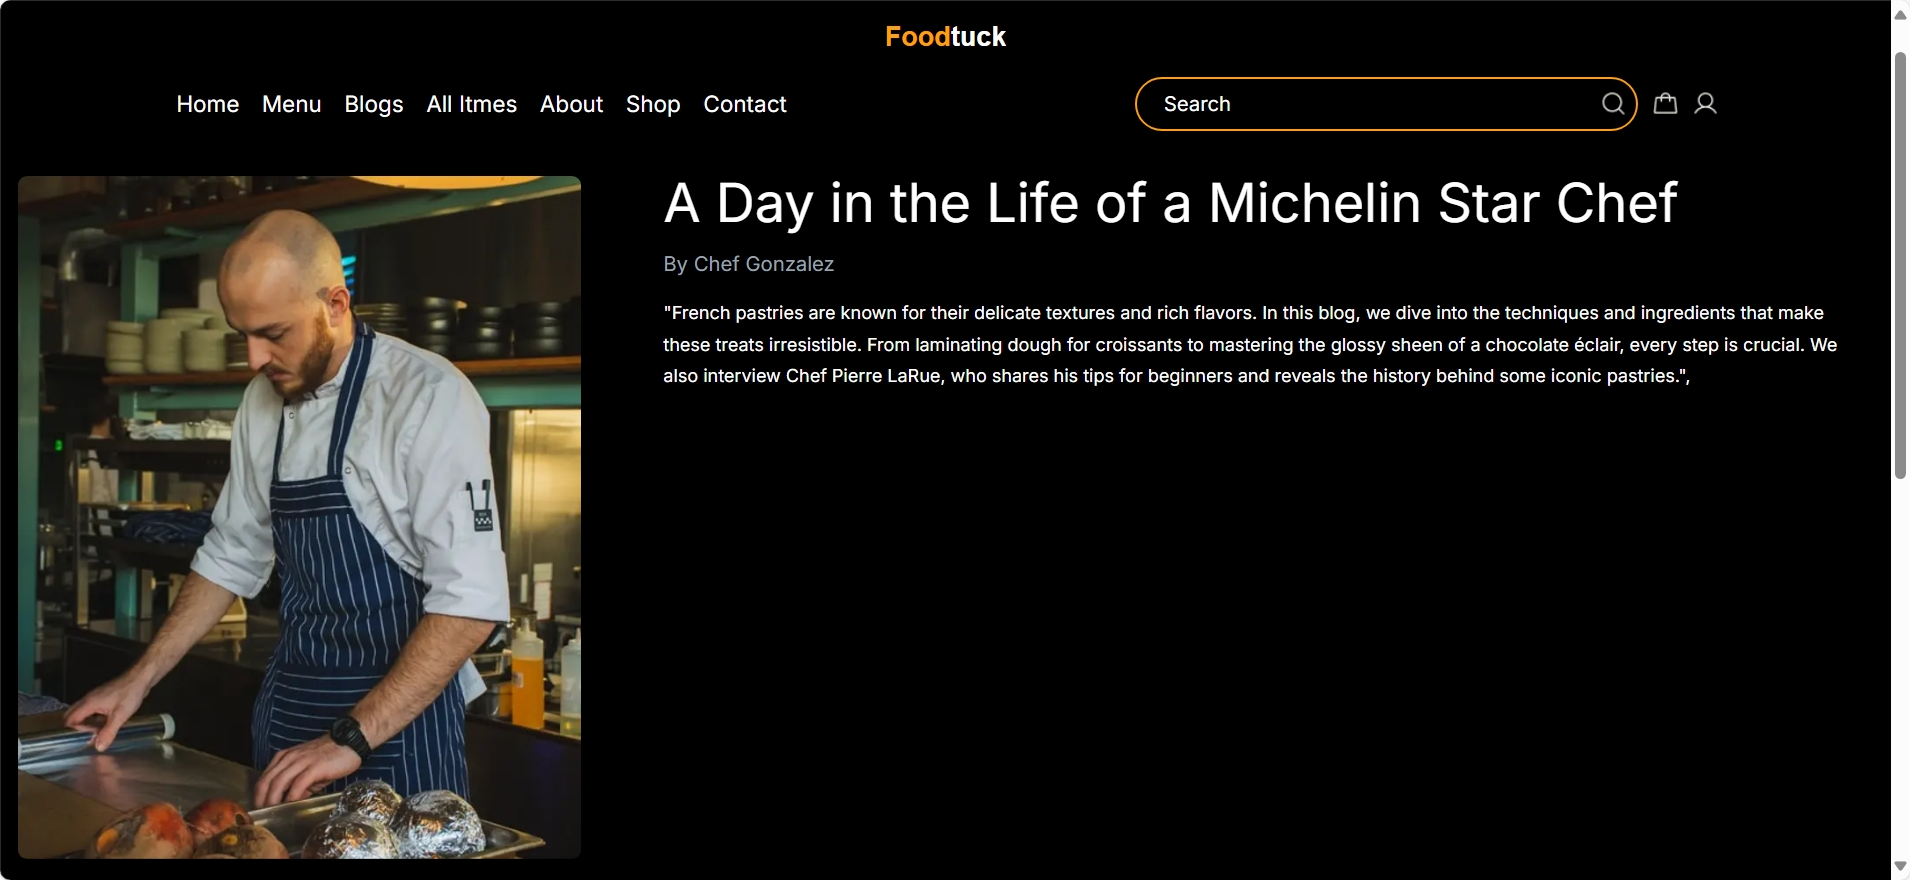 Foodtuck
Home Menu Blogs All Itmes About Shop Contact
Search
A Day in the Life of a Michelin Star Chef
By Chef Gonzalez
"French pastries are known for their delicate textures and rich flavors. In this blog, we dive into the techniques and ingredients that make
these treats irresistible. From laminating dough for croissants to mastering the glossy sheen of a chocolate éclair, every step is crucial. We
also interview Chef Pierre LaRue, who shares his tips for beginners and reveals the history behind some iconic pastries.",